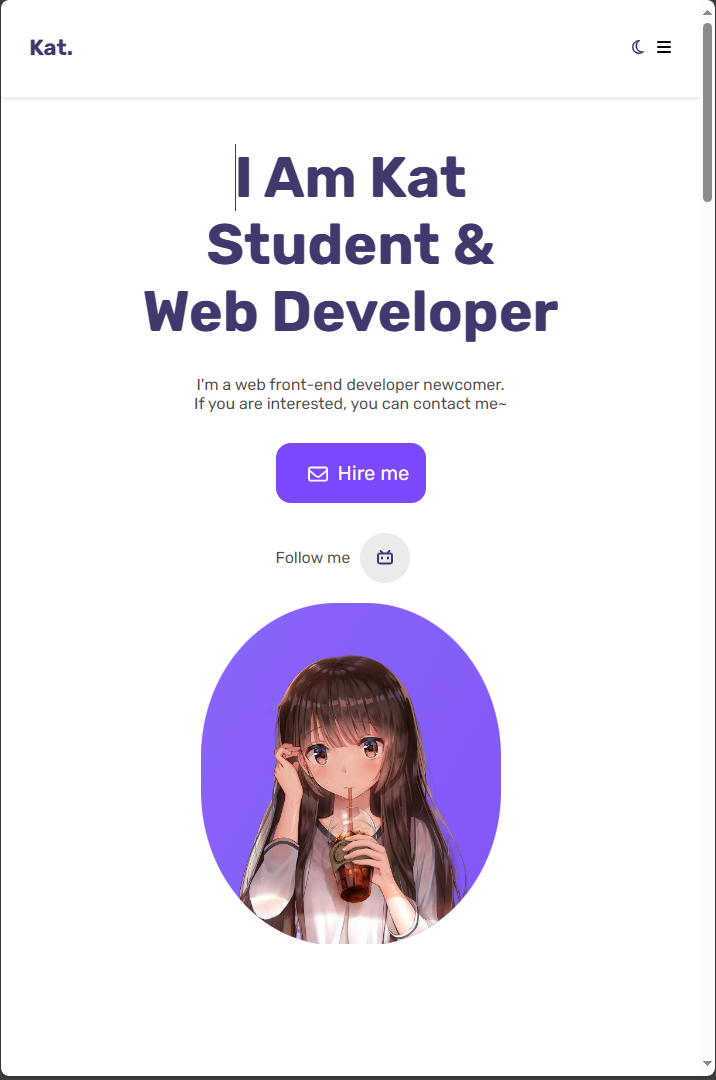 Kat.
I Am Kat
Student &
Web Developer
I'm a web front-end developer newcomer.
If you are interested, you can contact me~
Hire me
Follow me